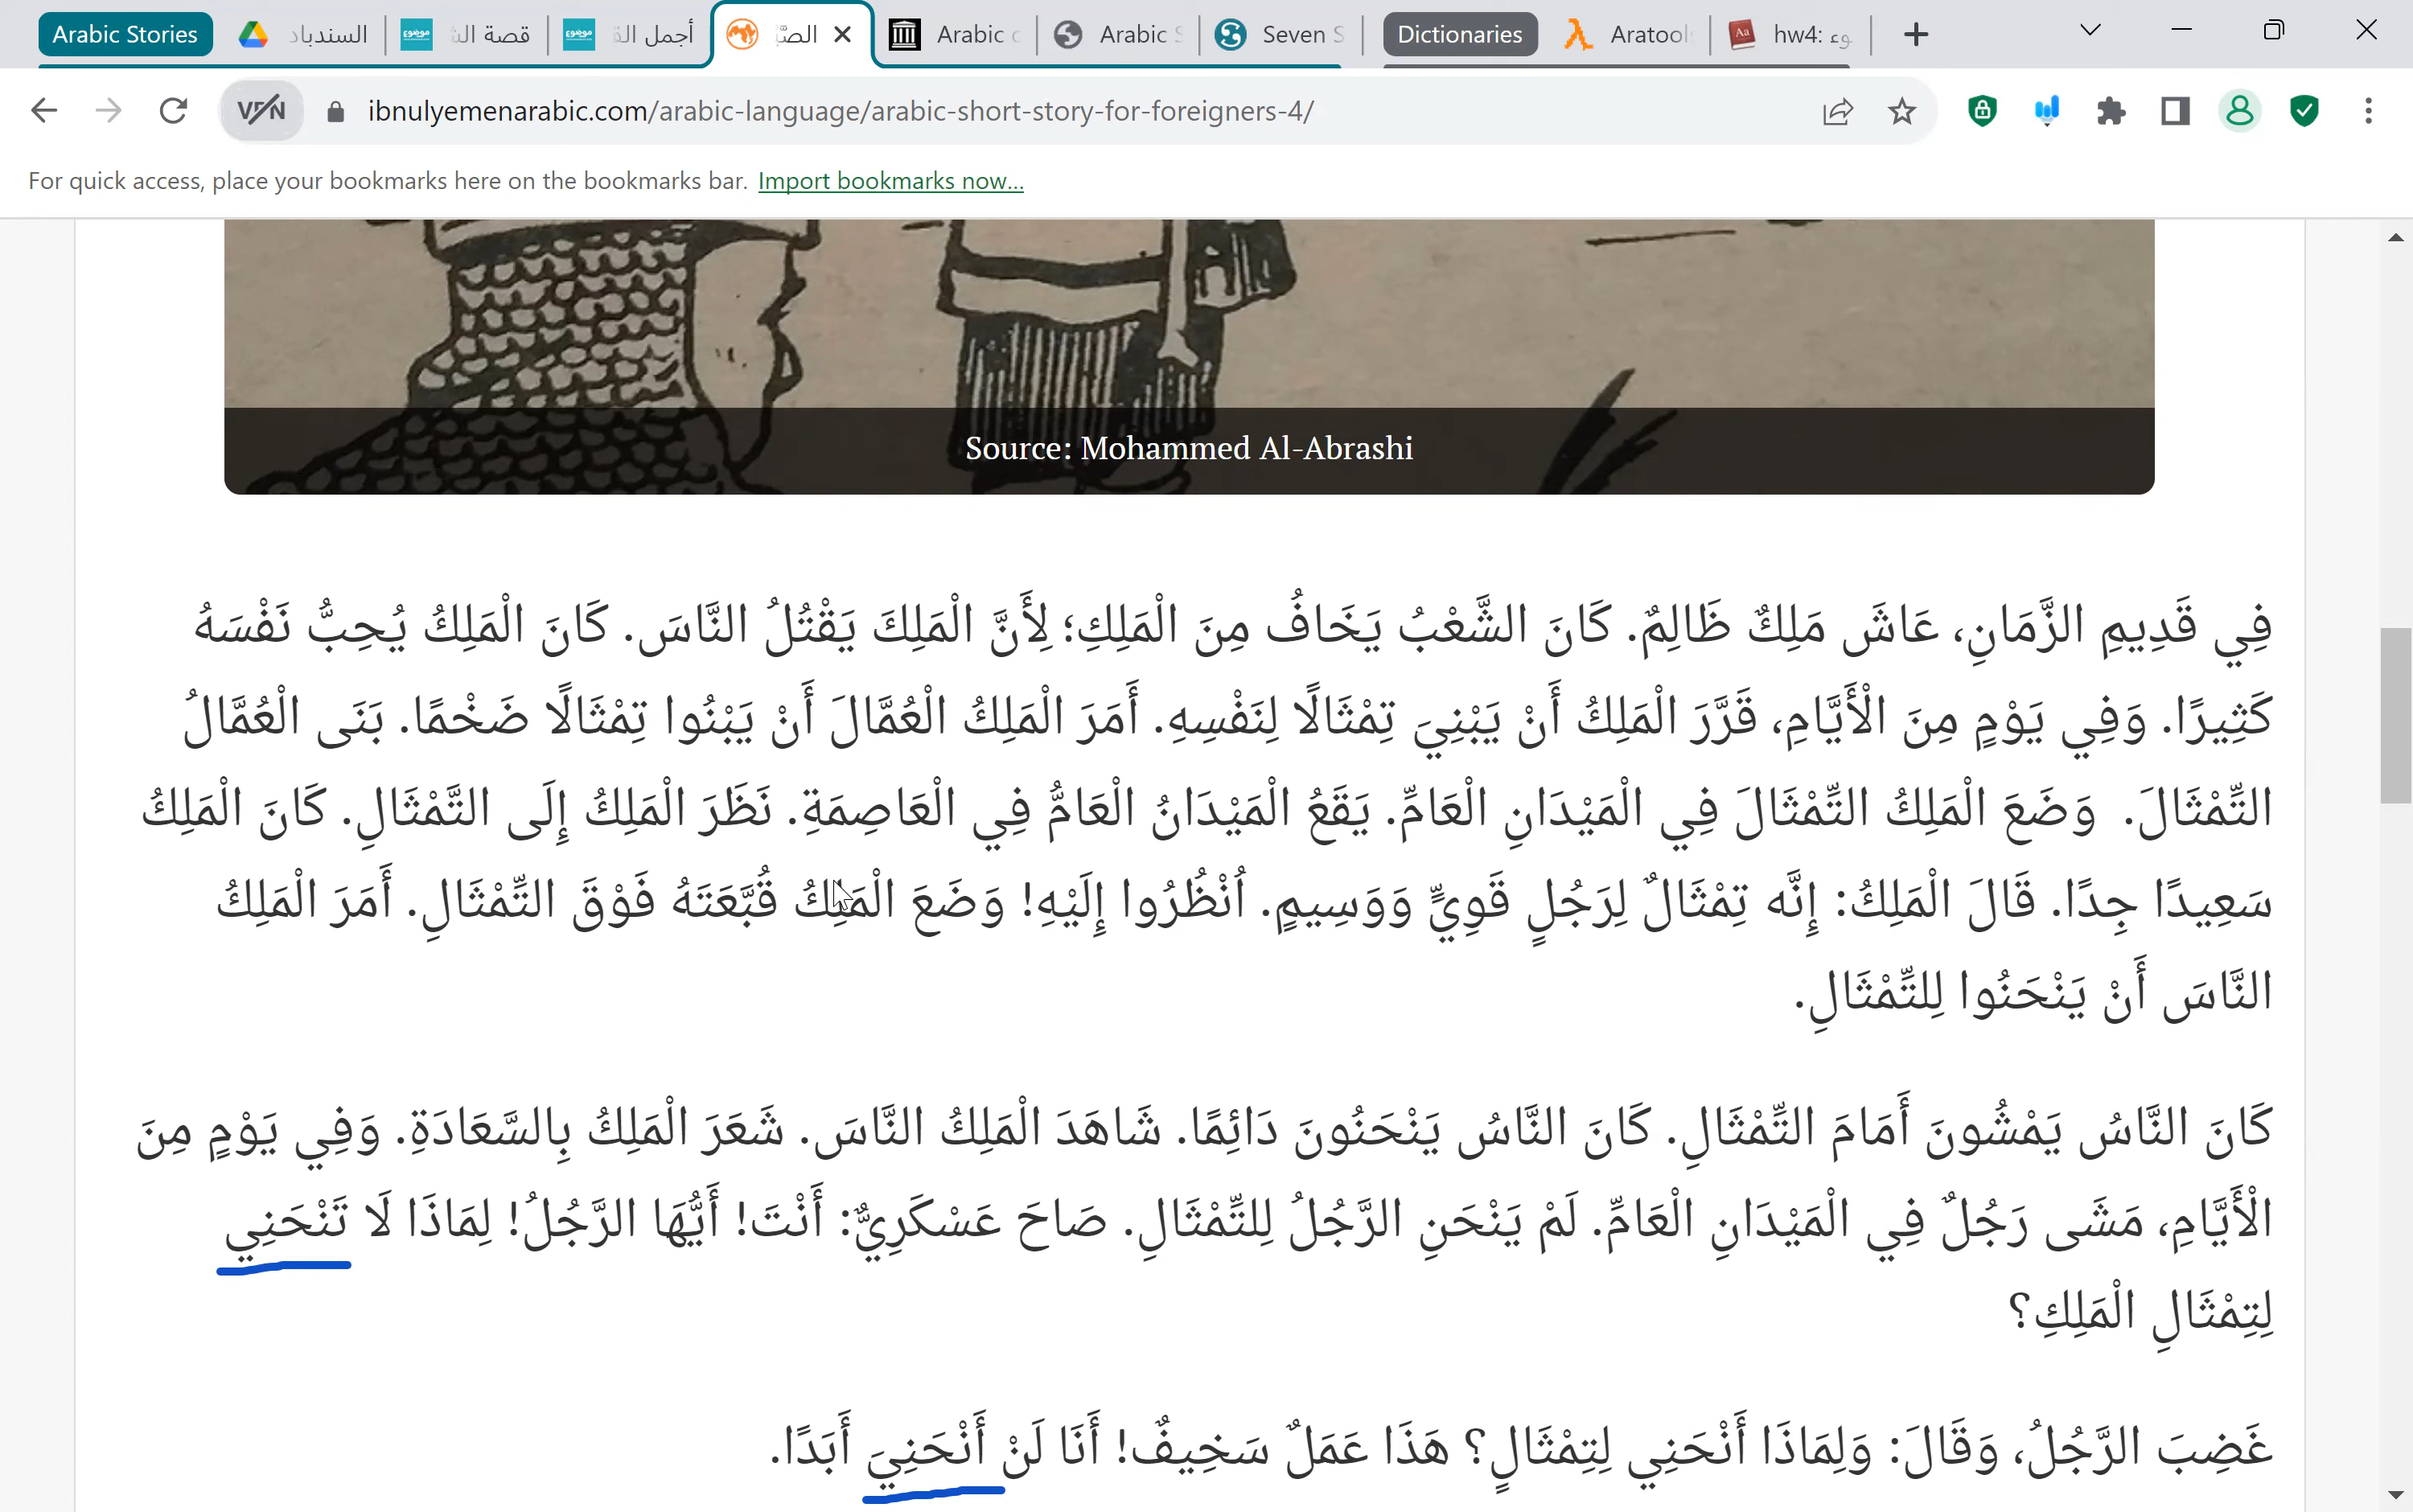 Arabic Stories السندباد قصة الش أجمل الق الصّ Arabic Arabic S Seven S Dictionaries Aratool hw4:
VPN ibnulyemenarabic.com/arabic-language/arabic-short-story-for-foreigners-4/
For quick access, place your bookmarks here on the bookmarks bar. Import bookmarks now...
Source: Mohammed Al-Abrashi
فِي قَدِيمِ الزَّمَانِ، عَاشَ مَلِكٌ ظَالِمٌ. كَانَ الشَّعْبُ يَخَافُ مِنَ الْمَلِكِ؛ لِأَنَّ الْمَلِكَ يَقْتُلُ النَّاسَ. كَانَ الْمَلِكُ يُحِبُّ نَفْسَهُ
كَثِيرًا. وَفِي يَوْمٍ مِنَ الْأَيَّامِ، قَرَّرَ الْمَلِكُ أَنْ يَبْنِيَ تِمْثَالًا لِنَفْسِهِ. أَمَرَ الْمَلِكُ الْعُمَّالَ أَنْ يَبْنُوا تِمْثَالًا ضَخْمًا. بَنَى الْعُمَّالُ
التِّمْثَالَ. وَضَعَ الْمَلِكُ التِّمْثَالَ فِي الْمَيْدَانِ الْعَامِّ. يَقَعُ الْمَيْدَانُ الْعَامُّ فِي الْعَاصِمَةِ. نَظَرَ الْمَلِكُ إِلَى التَّمْثَالِ. كَانَ الْمَلِكُ
سَعِيدًا جِدًا. قَالَ الْمَلِكُ: إِنَّه تِمْثَالٌ لِرَجُلٍ قَوِيٍّ وَوَسِيمٍ. اُنْظُرُوا إِلَيْهِ! وَضَعَ الْمَلِكُ قُبَّعَتَهُ فَوْقَ التِّمْثَالِ. أَمَرَ الْمَلِكُ
النَّاسَ أَنْ يَنْحَنُوا لِلتِّمْثَالِ.
كَانَ النَّاسُ يَمْشُونَ أَمَامَ التِّمْثَالِ. كَانَ النَّاسُ يَنْحَنُونَ دَائِمًا. شَاهَدَ الْمَلِكُ النَّاسَ. شَعَرَ الْمَلِكُ بِالسَّعَادَةِ. وَفِي يَوْمٍ مِنَ
الْأَيَّامِ، مَشَى رَجُلٌ فِي الْمَيْدَانِ الْعَامِّ. لَمْ يَنْحَنِ الرَّجُلُ لِلتِّمْثَالِ. صَاحَ عَسْكَرِيٌّ: أَنْتَ! أَيُّهَا الرَّجُلُ! لِمَاذَا لَا تَنْحَنِي
لِتِمْثَالِ الْمَلِكِ؟
غَضِبَ الرَّجُلُ، وَقَالَ: وَلِمَاذَا أَنْحَنِي لِتِمْثَالٍ؟ هَذَا عَمَلٌ سَخِيفٌ! أَنَا لَنْ أَنْحَنِيَ أَبَدًا.